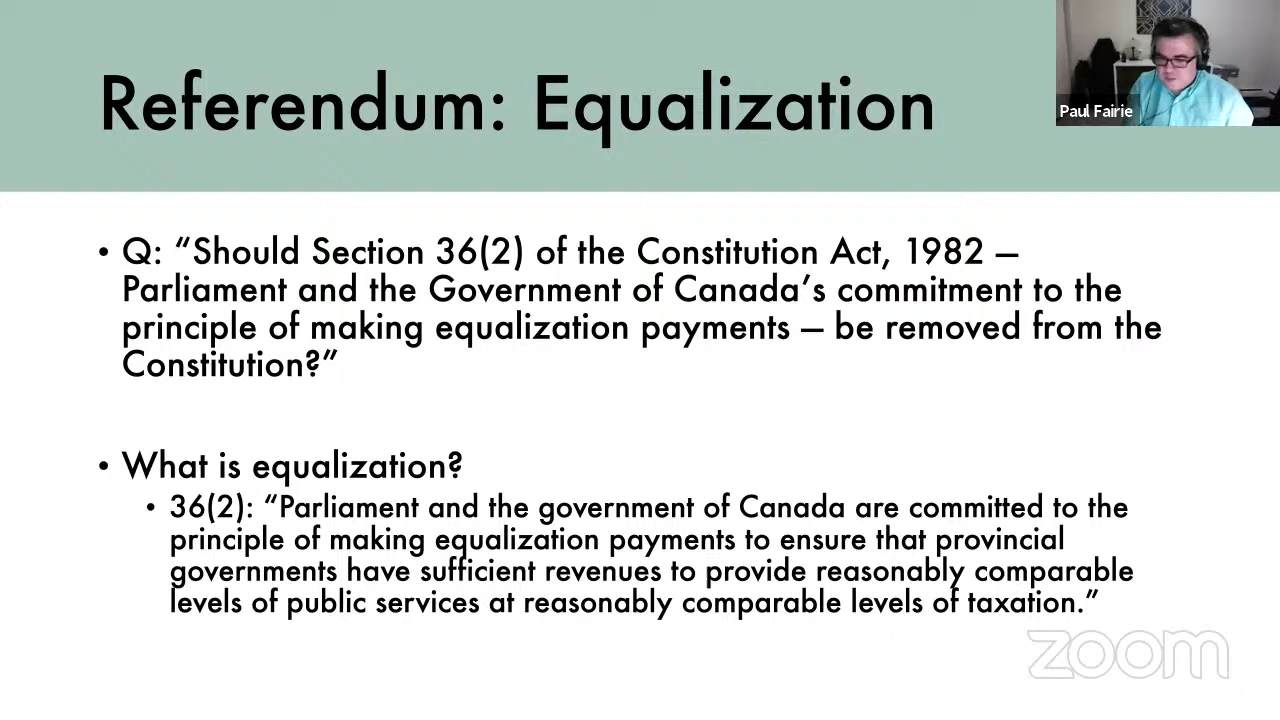 Referendum: Equalization
Paul Fairie
• Q: “Should Section 36(2) of the Constitution Act, 1982 —
Parliament and the Government of Canada’s commitment to the
principle of making equalization payments — be removed from the
Constitution?”
• What is equalization?
• 36(2): “Parliament and the government of Canada are committed to the
principle of making equalization payments to ensure that provincial
governments have sufficient revenues to provide reasonably comparable
levels of public services at reasonably comparable levels of taxation.”
zoom